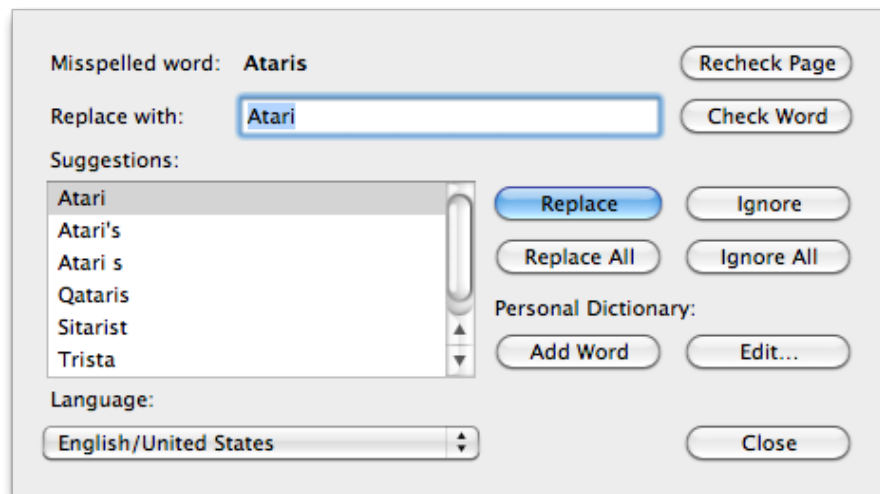 Misspelled word: Ataris Recheck Page
Replace with: Atari Check Word
Suggestions:
Atari
Atari's
Atari s
Qataris
Sitarist
Trista
Replace Ignore
Replace All Ignore All
Personal Dictionary:
Add Word Edit...
Language:
English/United States Close